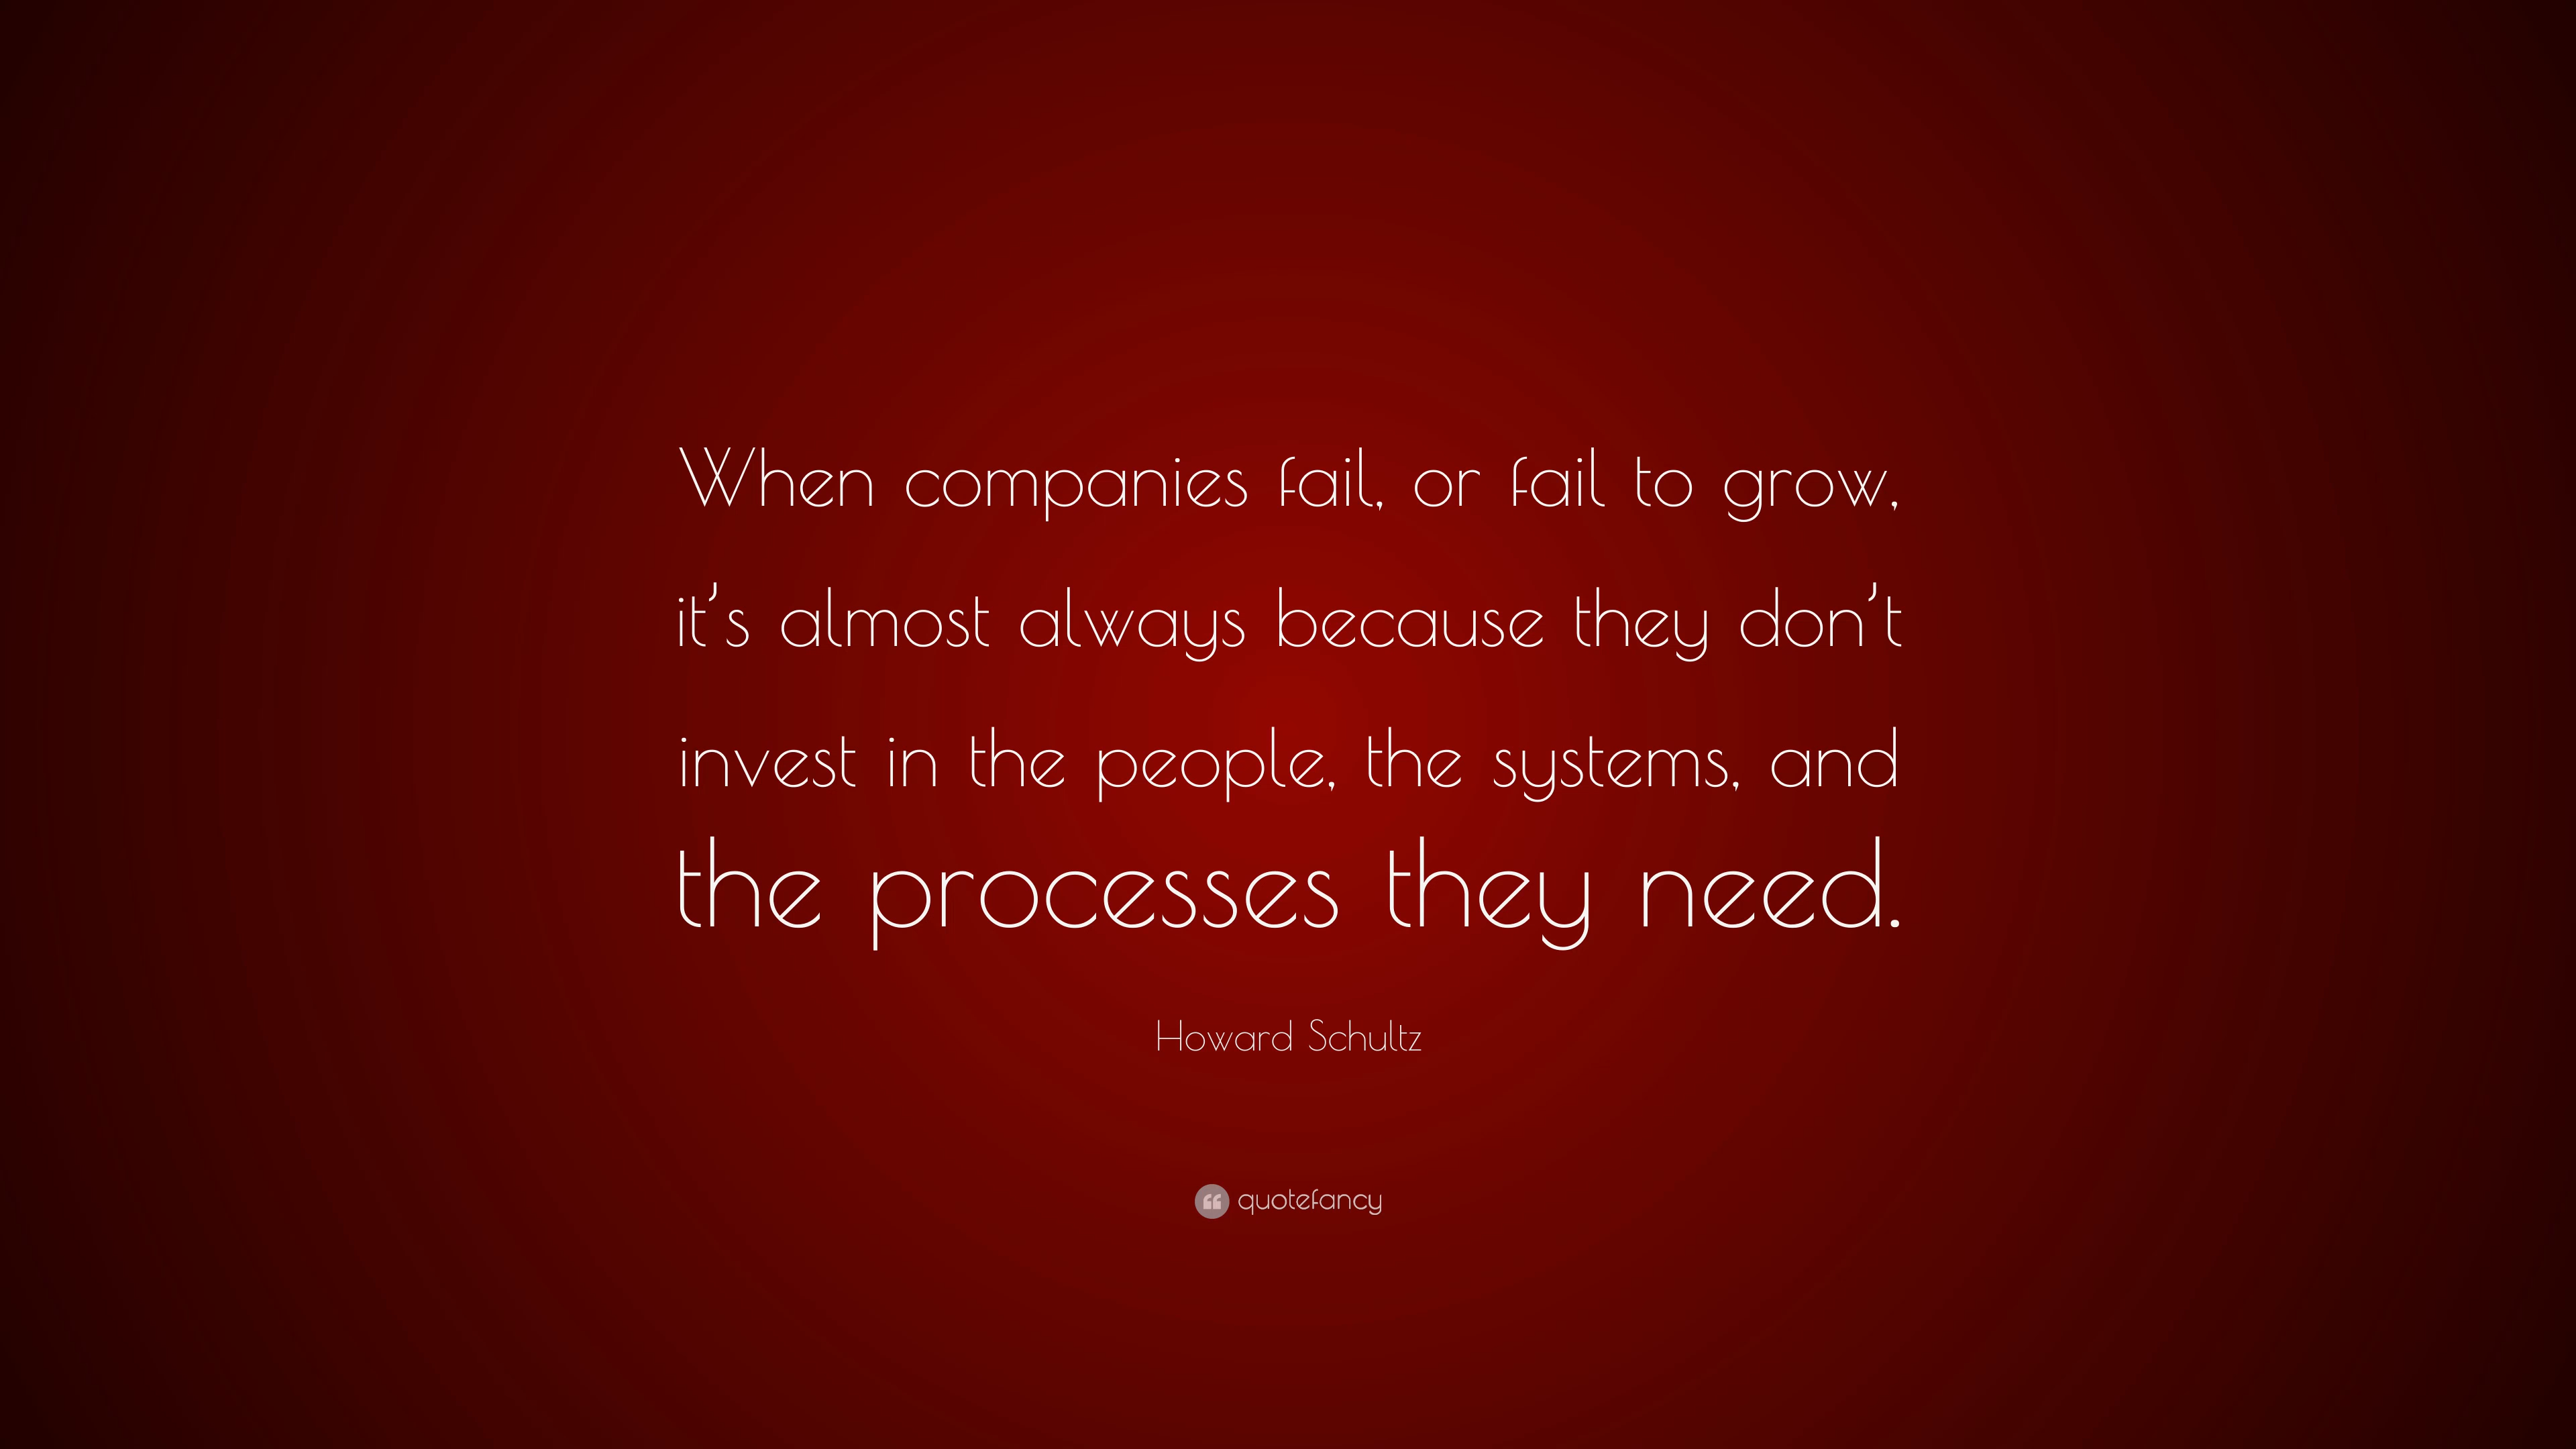 When companies fail, or fail to grow,
it’s almost always because they don’t
invest in the people, the systems, and
the processes they need.
Howard Schultz
quotefancy